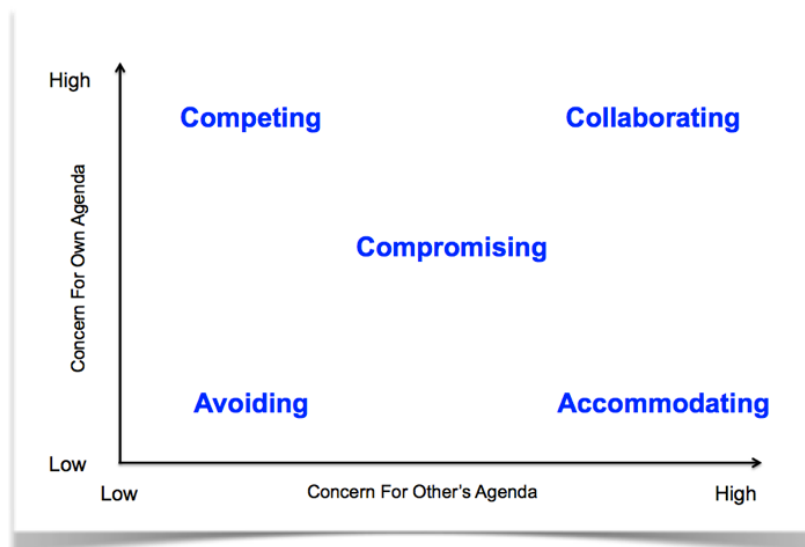 High
Competing
Collaborating
Concern For Own Agenda
Compromising
Avoiding
Accommodating
Low
Low
Concern For Other's Agenda
High